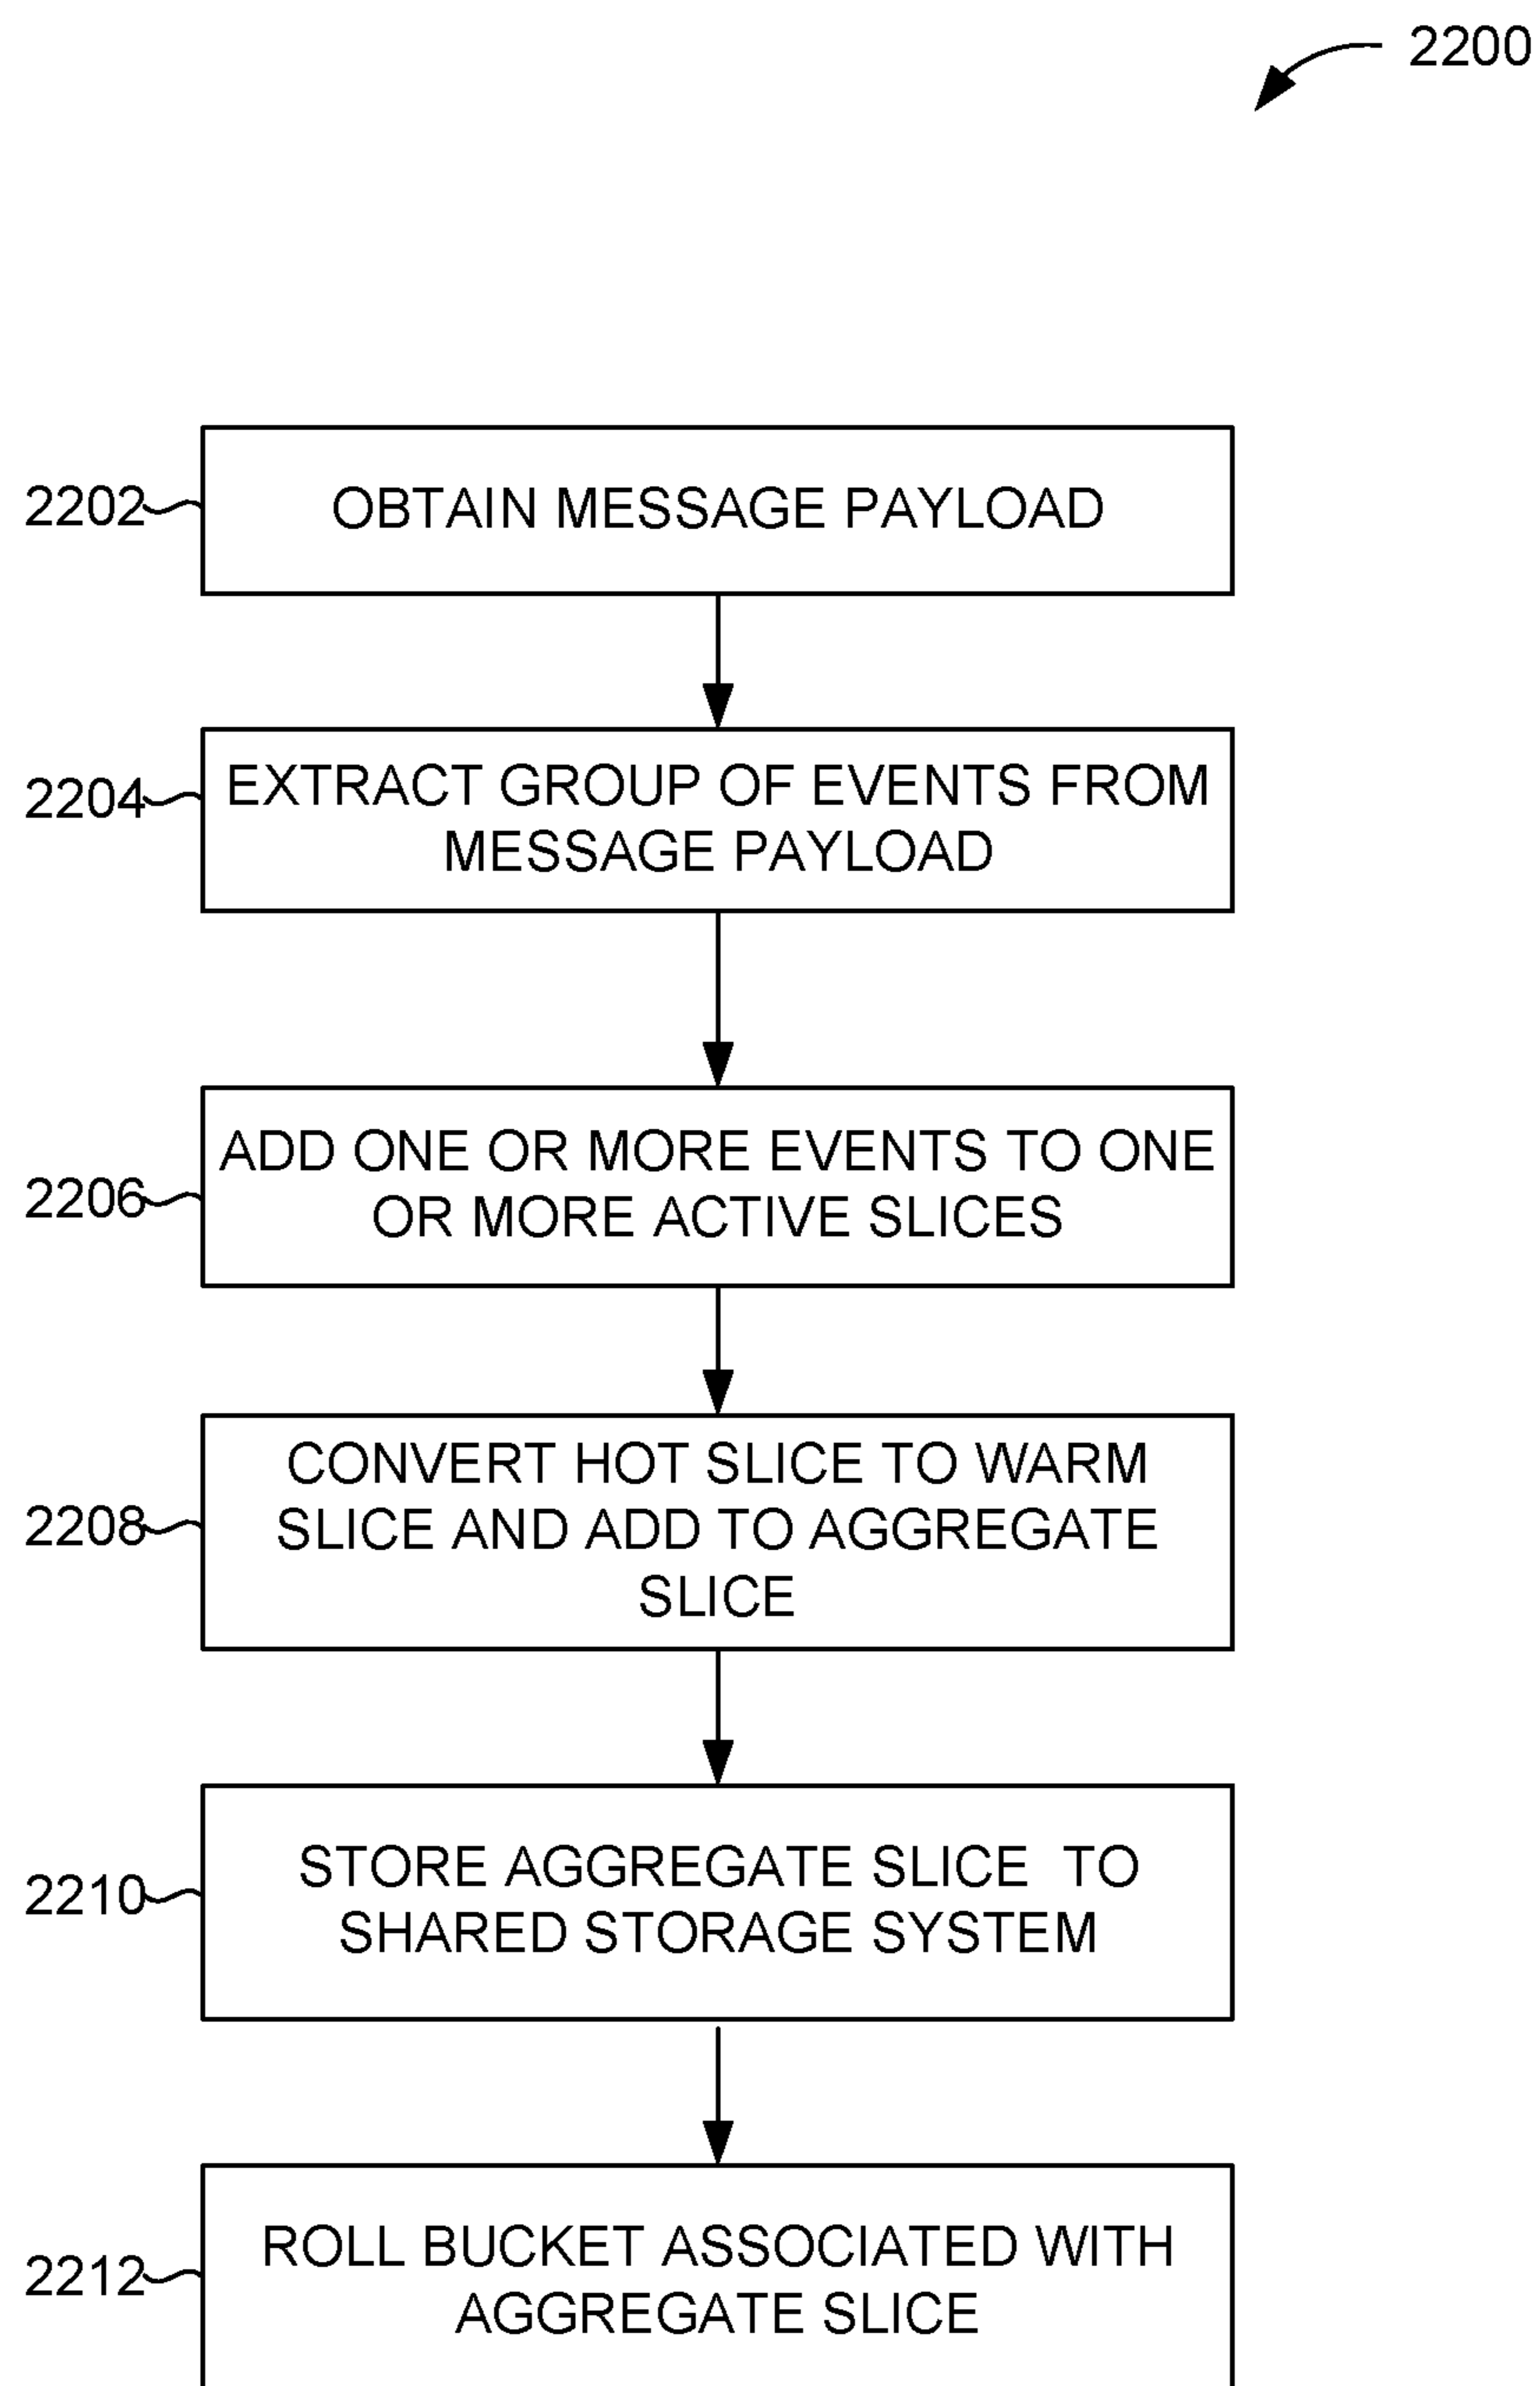 2200
2202
OBTAIN MESSAGE PAYLOAD
2204
EXTRACT GROUP OF EVENTS FROM
MESSAGE PAYLOAD
2206
ADD ONE OR MORE EVENTS TO ONE
OR MORE ACTIVE SLICES
2208
CONVERT HOT SLICE TO WARM
SLICE AND ADD TO AGGREGATE
SLICE
2210
STORE AGGREGATE SLICE TO
SHARED STORAGE SYSTEM
2212
ROLL BUCKET ASSOCIATED WITH
AGGREGATE SLICE